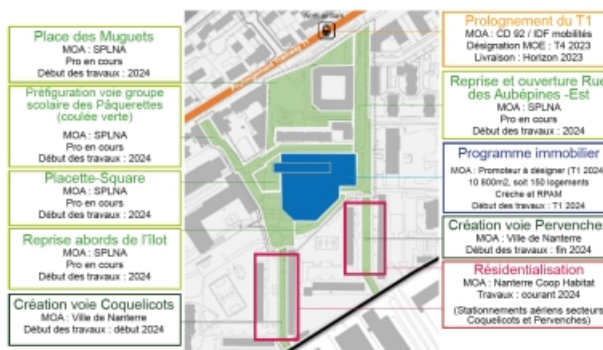 Place des Muguets
MOA : SPLNA
Pro en cours
Début des travaux : 2024
Préfiguration voie groupe
scolaire des Pâquerettes
(coulée verte)
MOA : SPLNA
Pro en cours
Début des travaux : 2024
Placette-Square
MOA : SPLNA
Pro en cours
Début des travaux : 2024
Reprise abords de l'îlot
MOA : SPLNA
Pro en cours
Début des travaux : 2024
Création voie Coquelicots
MOA : Ville de Nanterre
Début des travaux : début 2024
Prolognement du T1
MOA : CD 92 / IDF mobilités
Désignation MOE : T4 2023
Livraison : Horizon 2023
Reprise et ouverture Rue
des Aubépines -Est
MOA : SPLNA
Pro en cours
Début des travaux : 2024
Programme immobilier
MOA : Promoteur à désigner (T1 2024
10 800m2, soit 150 logements
Crèche et RPAM
Début des travaux : T1 2024
Création voie Pervenche
MOA : Ville de Nanterre
Début des travaux : fin 2024
Résidentialisation
MOA : Nanterre Coop Habitat
Travaux : courant 2024
(Stationnements aériens secteurs
Coquelicots et Pervenches)